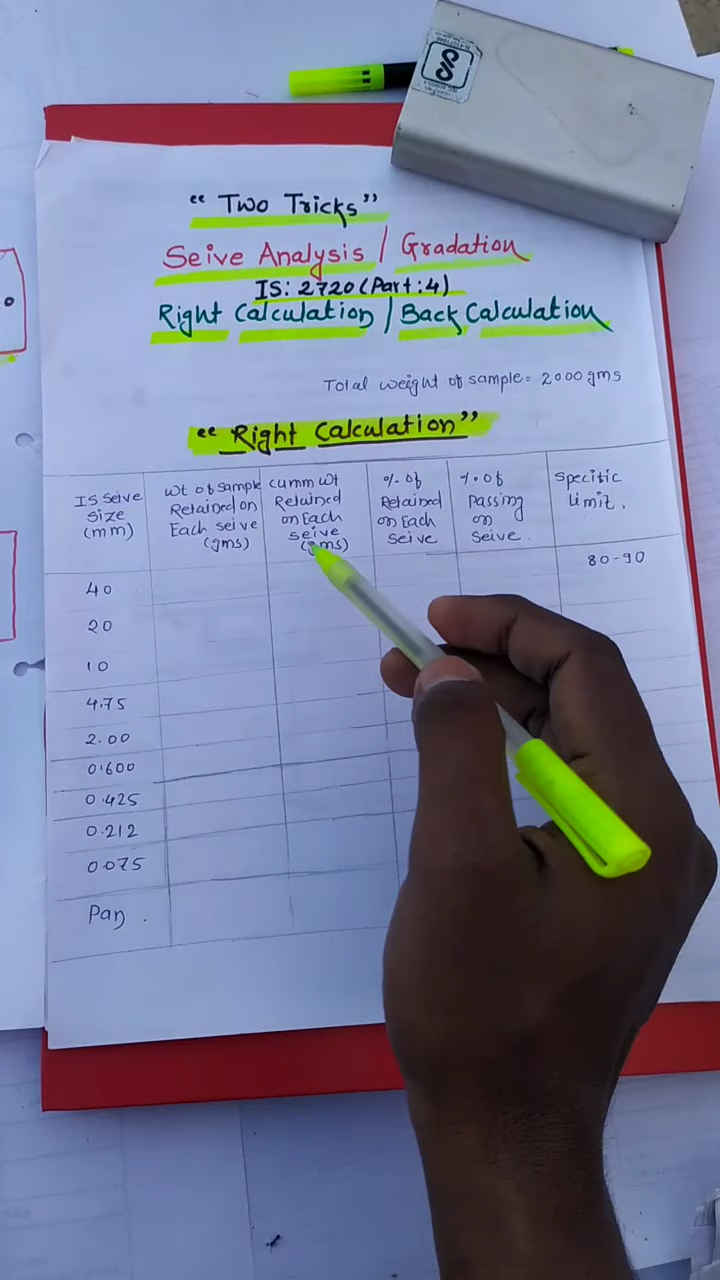 “ Two Tricks ”
Seive Analysis / Gradation
IS: 2720 (Part:4)
Right Calculation / Back Calculation
Total weight of sample = 2000 gms
“ Right Calculation ”
IS Seive
Size
(mm)
wt of sample
Retained on
Each seive
(gms)
cumm wt
Retained
on Each
seive
(gms)
% of
Retained
on Each
Seive
% of
Passing
on
Seive.
Specific
limit.
80-90
40
20
10
4.75
2.00
0.600
0.425
0.212
0.075
Pan.